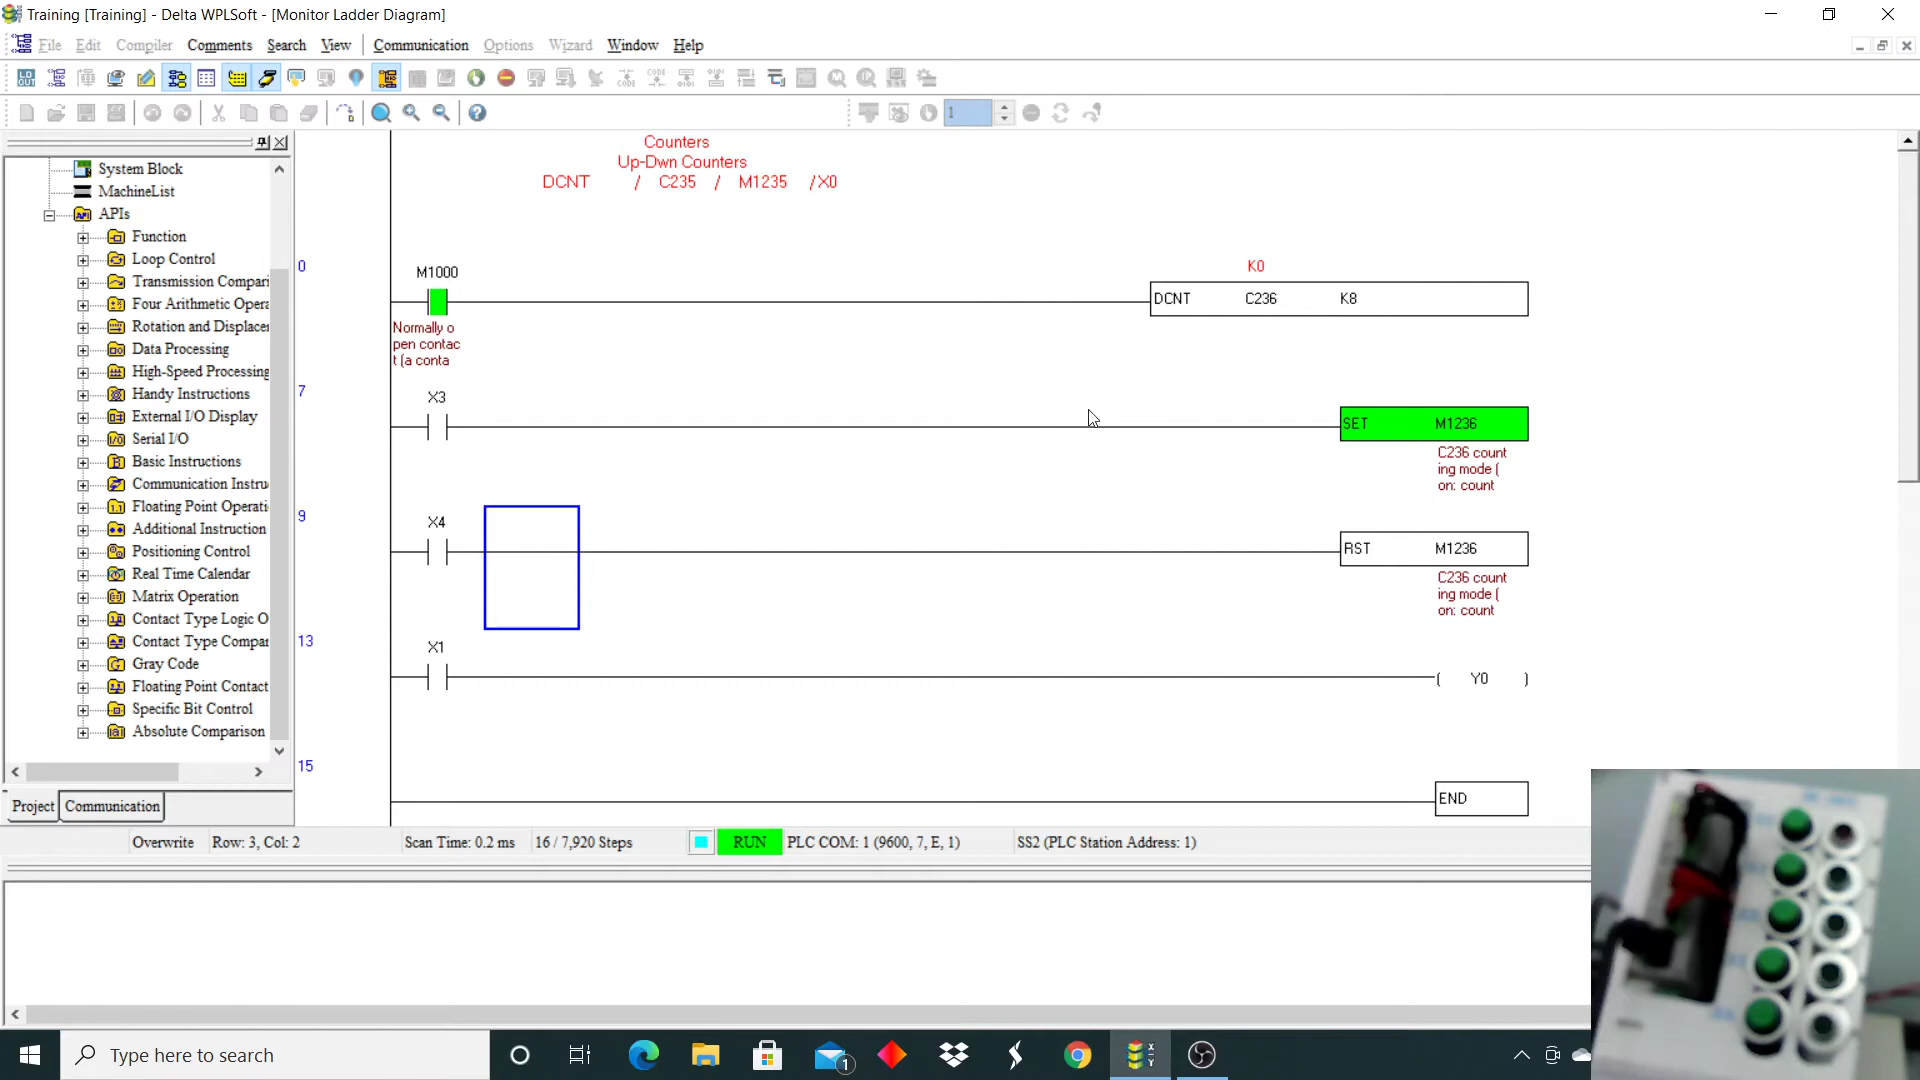 Training [Training] - Delta WPLSoft - [Monitor Ladder Diagram]
File Edit Compiler Comments Search View Communication Options Wizard Window Help
1
System Block
MachineList
APIs
Function
Loop Control
Transmission Compari
Four Arithmetic Opera
Rotation and Displacer
Data Processing
High-Speed Processing
Handy Instructions
External I/O Display
Serial I/O
Basic Instructions
Communication Instru
Floating Point Operati
Additional Instruction
Positioning Control
Real Time Calendar
Matrix Operation
Contact Type Logic O
Contact Type Compar
Gray Code
Floating Point Contact
Specific Bit Control
Absolute Comparison
Project Communication
Counters
Up-Dwn Counters
DCNT / C235 / M1235 /X0
0
M1000
K0
DCNT C236 K8
Normally o
pen contac
t (a conta
7
X3
SET M1236
C236 count
ing mode (
on: count
9
X4
RST M1236
C236 count
ing mode (
on: count
13
X1
( Y0 )
15
END
Overwrite Row: 3, Col: 2 Scan Time: 0.2 ms 16 / 7,920 Steps RUN PLC COM: 1 (9600, 7, E, 1) SS2 (PLC Station Address: 1)
Type here to search
1